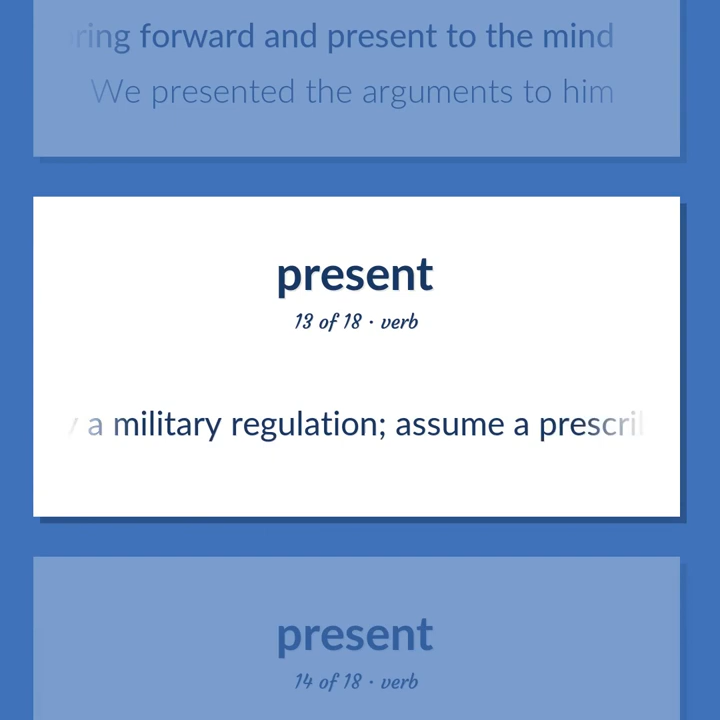 forward and present to the mind
We presented the arguments to him
present
13 of 18 · verb
a military regulation; assume a
present
14 of 18 · verb